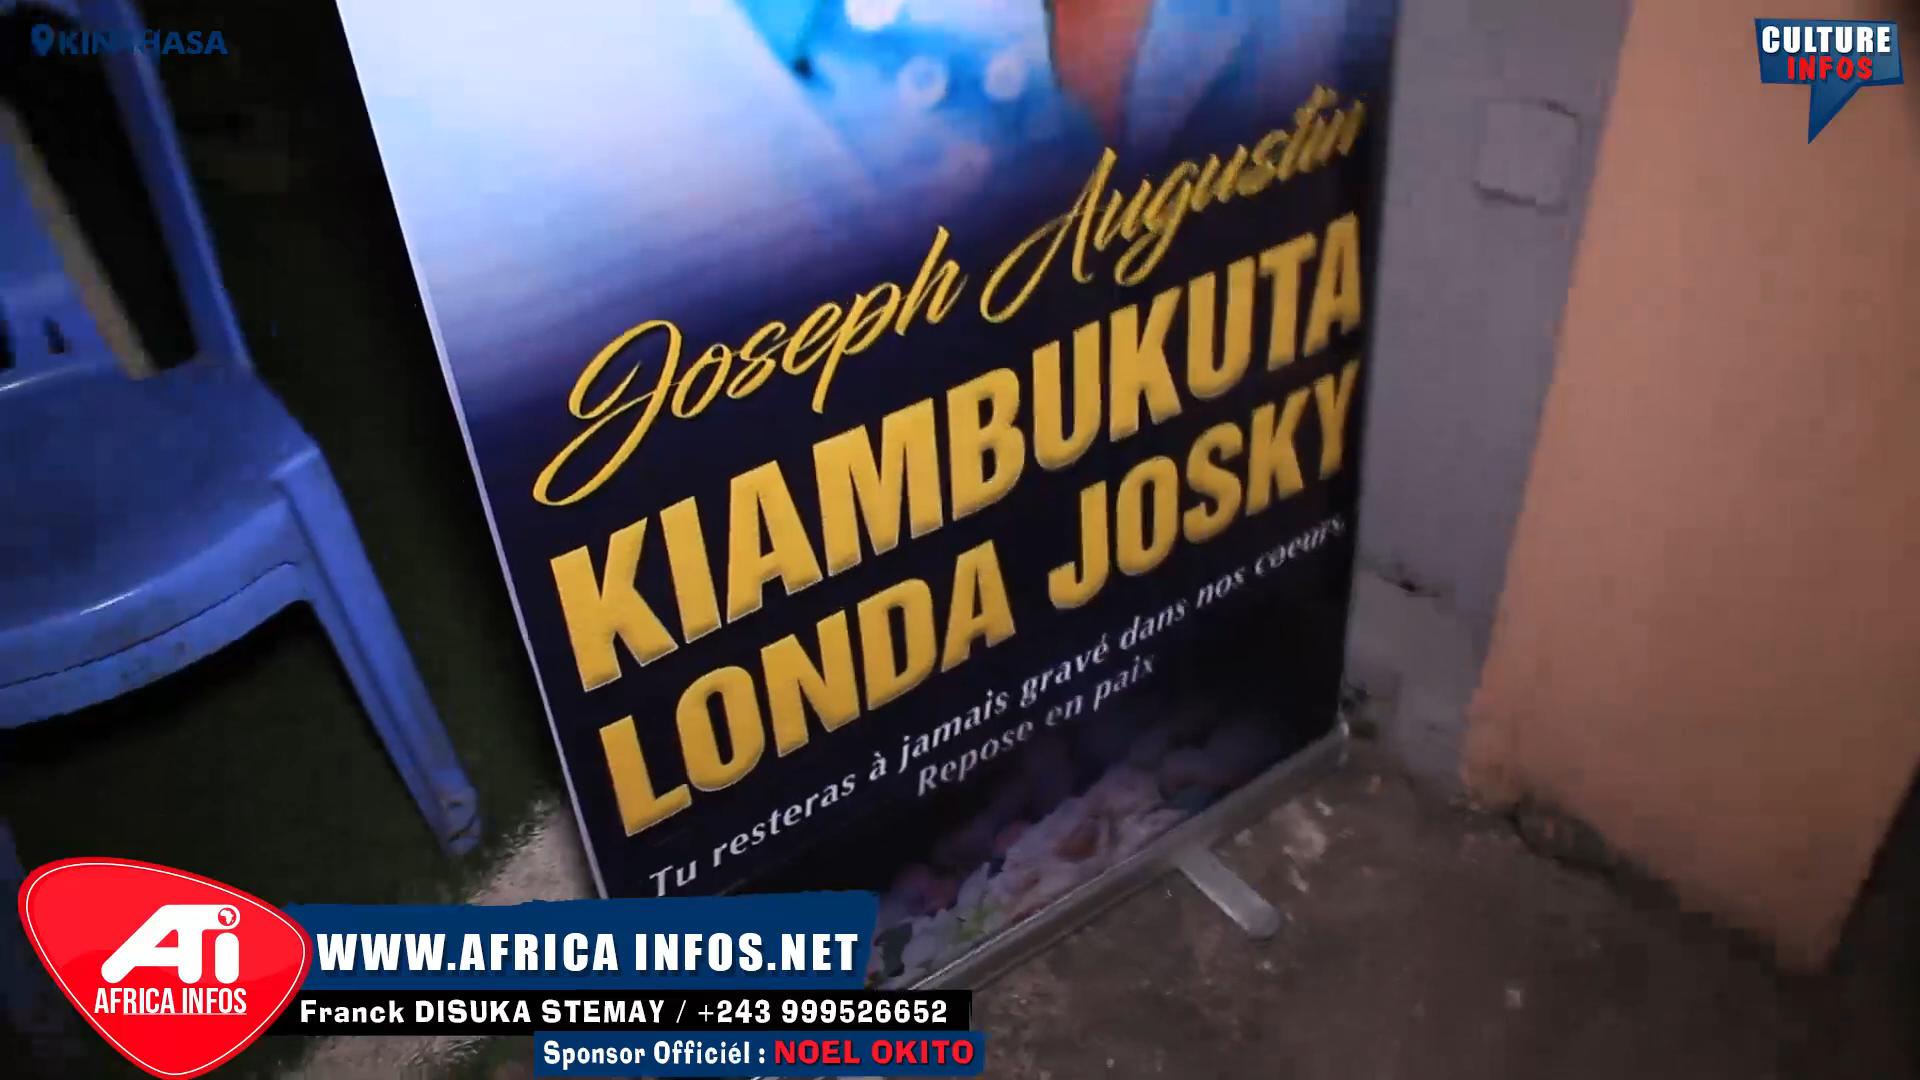 KINSHASA
CULTURE
INFOS
Joseph Augustin
KIAMBUKUTA
LONDA JOSKY
Tu resteras à jamais gravé dans nos coeurs,
Repose en paix
Ai
AFRICA INFOS
WWW.AFRICA INFOS.NET
Franck DISUKA STEMAY / +243 999526652
Sponsor Officiél : NOEL OKITO